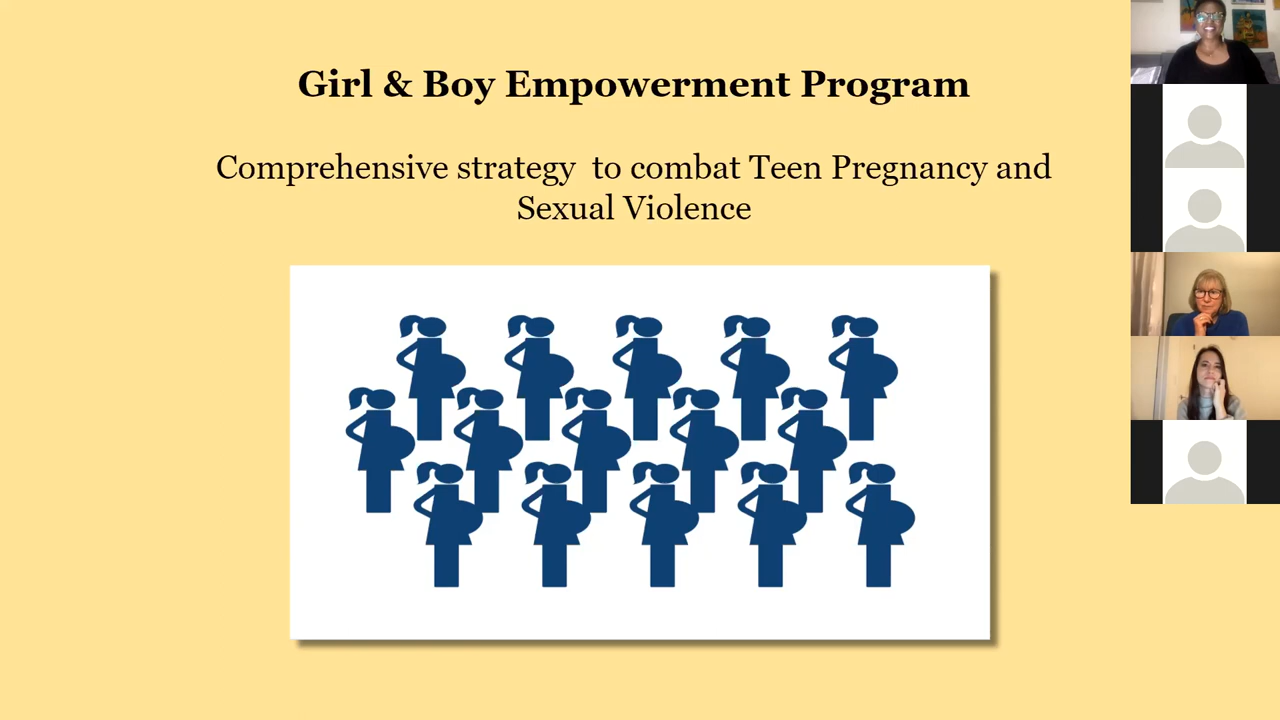 Girl & Boy Empowerment Program
Comprehensive strategy  to combat Teen Pregnancy and
Sexual Violence